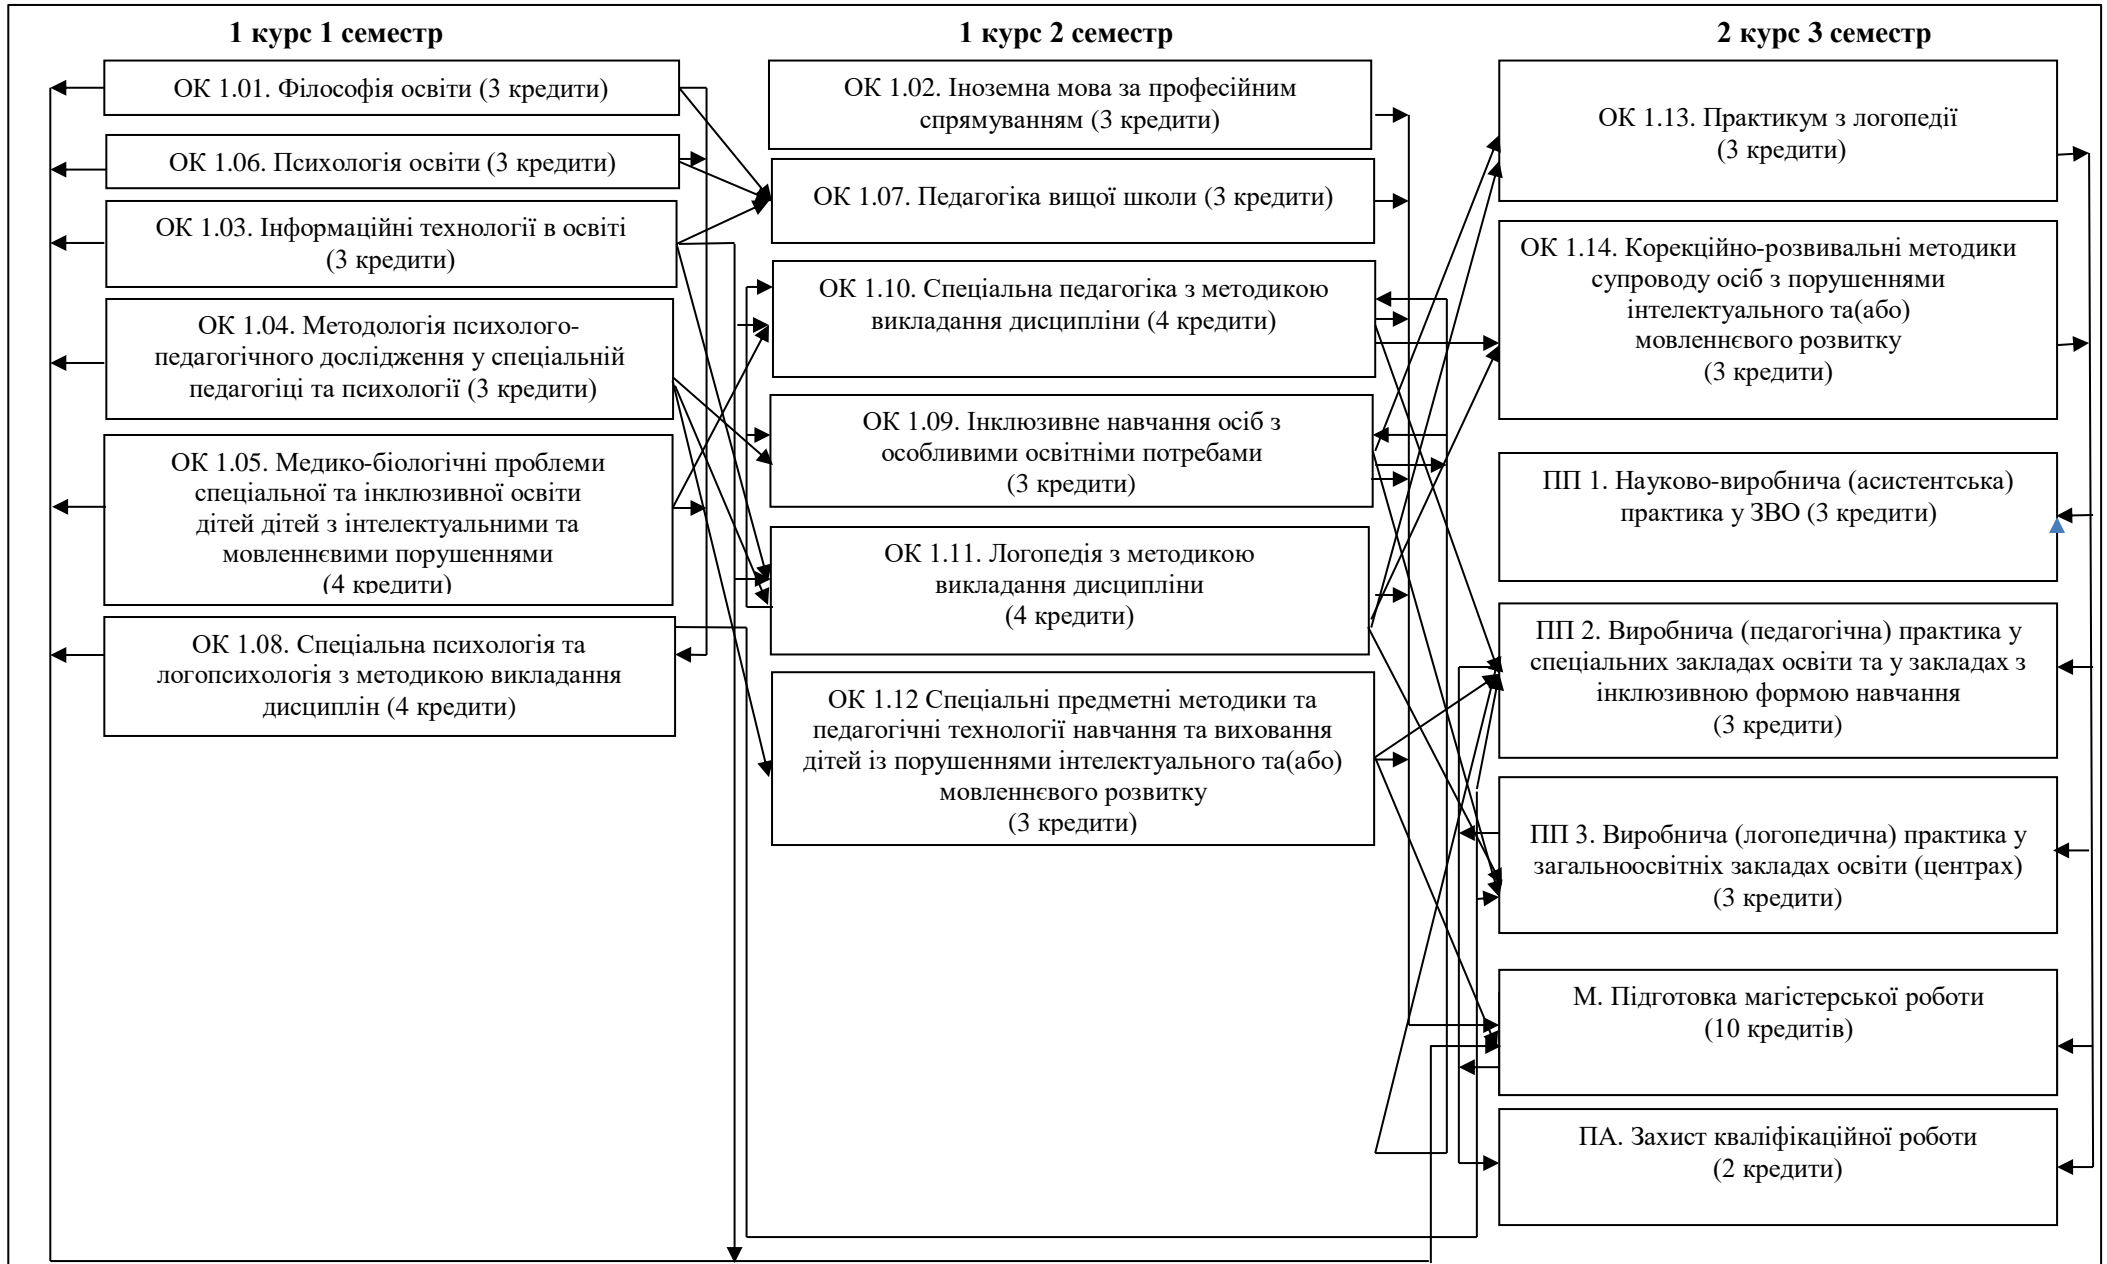 1 курс 1 семестр
ОК 1.01. Філософія освіти (3 кредити)
ОК 1.06. Психологія освіти (3 кредити)
ОК 1.03. Інформаційні технології в освіті
(3 кредити)
ОК 1.04. Методологія психолого-
педагогічного дослідження у спеціальній
педагогіці та психології (3 кредити)
ОК 1.05. Медико-біологічні проблеми
спеціальної та інклюзивної освіти
дітей дітей з інтелектуальними та
мовленнєвими порушеннями
(4 кредити)
ОК 1.08. Спеціальна психологія та
логопсихологія з методикою викладання
дисциплін (4 кредити)
1 курс 2 семестр
ОК 1.02. Іноземна мова за професійним
спрямуванням (3 кредити)
ОК 1.07. Педагогіка вищої школи (3 кредити)
ОК 1.10. Спеціальна педагогіка з методикою
викладання дисципліни (4 кредити)
ОК 1.09. Інклюзивне навчання осіб з
особливими освітніми потребами
(3 кредити)
ОК 1.11. Логопедія з методикою
викладання дисципліни
(4 кредити)
ОК 1.12 Спеціальні предметні методики та
педагогічні технології навчання та виховання
дітей із порушеннями інтелектуального та(або)
мовленнєвого розвитку
(3 кредити)
2 курс 3 семестр
ОК 1.13. Практикум з логопедії
(3 кредити)
ОК 1.14. Корекційно-розвивальні методики
супроводу осіб з порушеннями
інтелектуального та(або)
мовленнєвого розвитку
(3 кредити)
ПП 1. Науково-виробнича (асистентська)
практика у ЗВО (3 кредити)
ПП 2. Виробнича (педагогічна) практика у
спеціальних закладах освіти та у закладах з
інклюзивною формою навчання
(3 кредити)
ПП 3. Виробнича (логопедична) практика у
загальноосвітніх закладах освіти (центрах)
(3 кредити)
М. Підготовка магістерської роботи
(10 кредитів)
ПА. Захист кваліфікаційної роботи
(2 кредити)